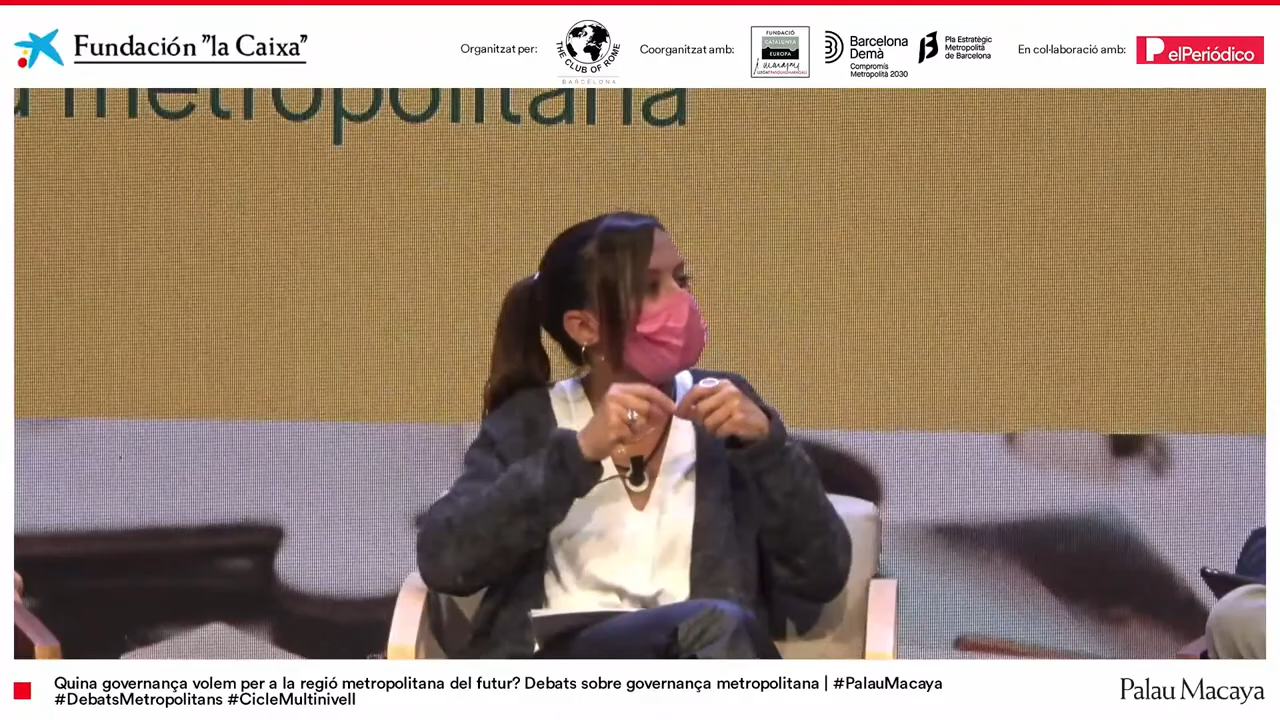 Fundación "la Caixa"
Organitzat per:
THE CLUB OF ROME
BARCELONA
Coorganitzat amb:
FUNDACIÓ
CATALUNYA
EUROPA
Barcelona
Demà
Compromís
Metropolità 2030
Pla Estratègic
Metropolità
de Barcelona
En col·laboració amb:
elPeriódico
metropolitana
Quina governança volem per a la regió metropolitana del futur? Debats sobre governança metropolitana | #PalauMacaya
#DebatsMetropolitans #CicleMultinivell
Palau Macaya